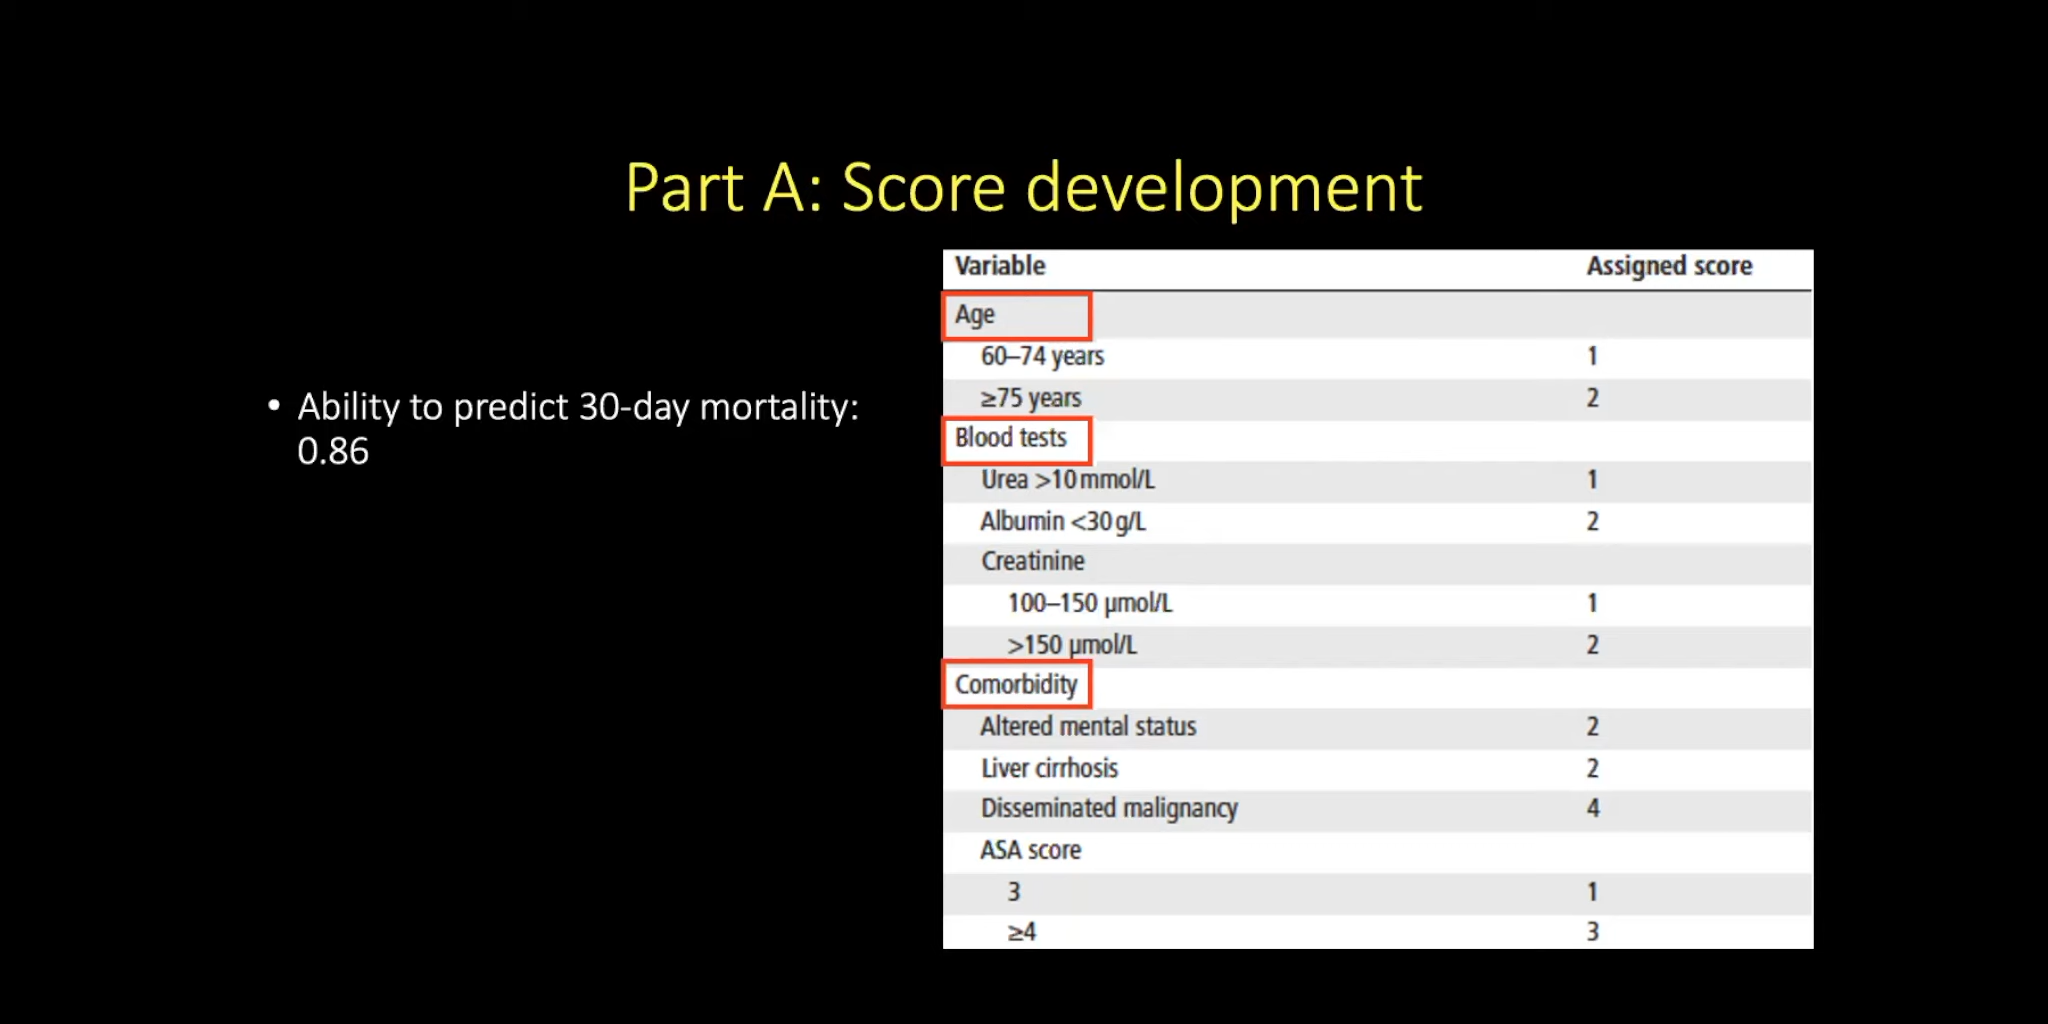 Part A: Score development
• Ability to predict 30-day mortality:
0.86
Variable Assigned score
Age
60–74 years 1
≥75 years 2
Blood tests
Urea >10 mmol/L 1
Albumin <30 g/L 2
Creatinine
100–150 µmol/L 1
>150 µmol/L 2
Comorbidity
Altered mental status 2
Liver cirrhosis 2
Disseminated malignancy 4
ASA score
3 1
≥4 3